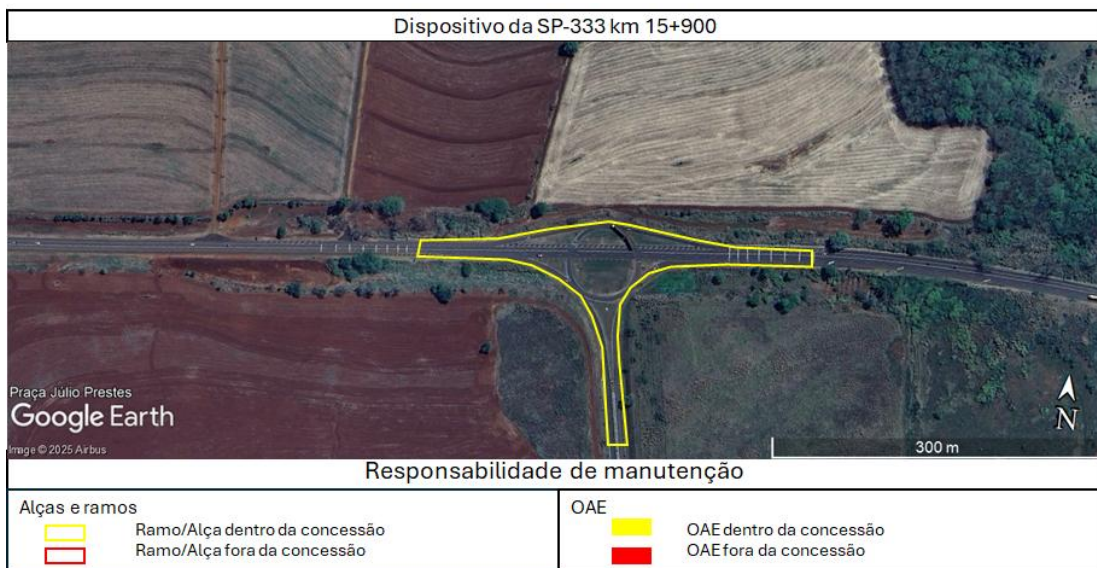 Dispositivo da SP-333 km 15+900
Praça Júlio Prestes
Google Earth
Image © 2025 Airbus
N
300 m
Responsabilidade de manutenção
Alças e ramos
Ramo/Alça dentro da concessão
Ramo/Alça fora da concessão
OAE
OAE dentro da concessão
OAE fora da concessão